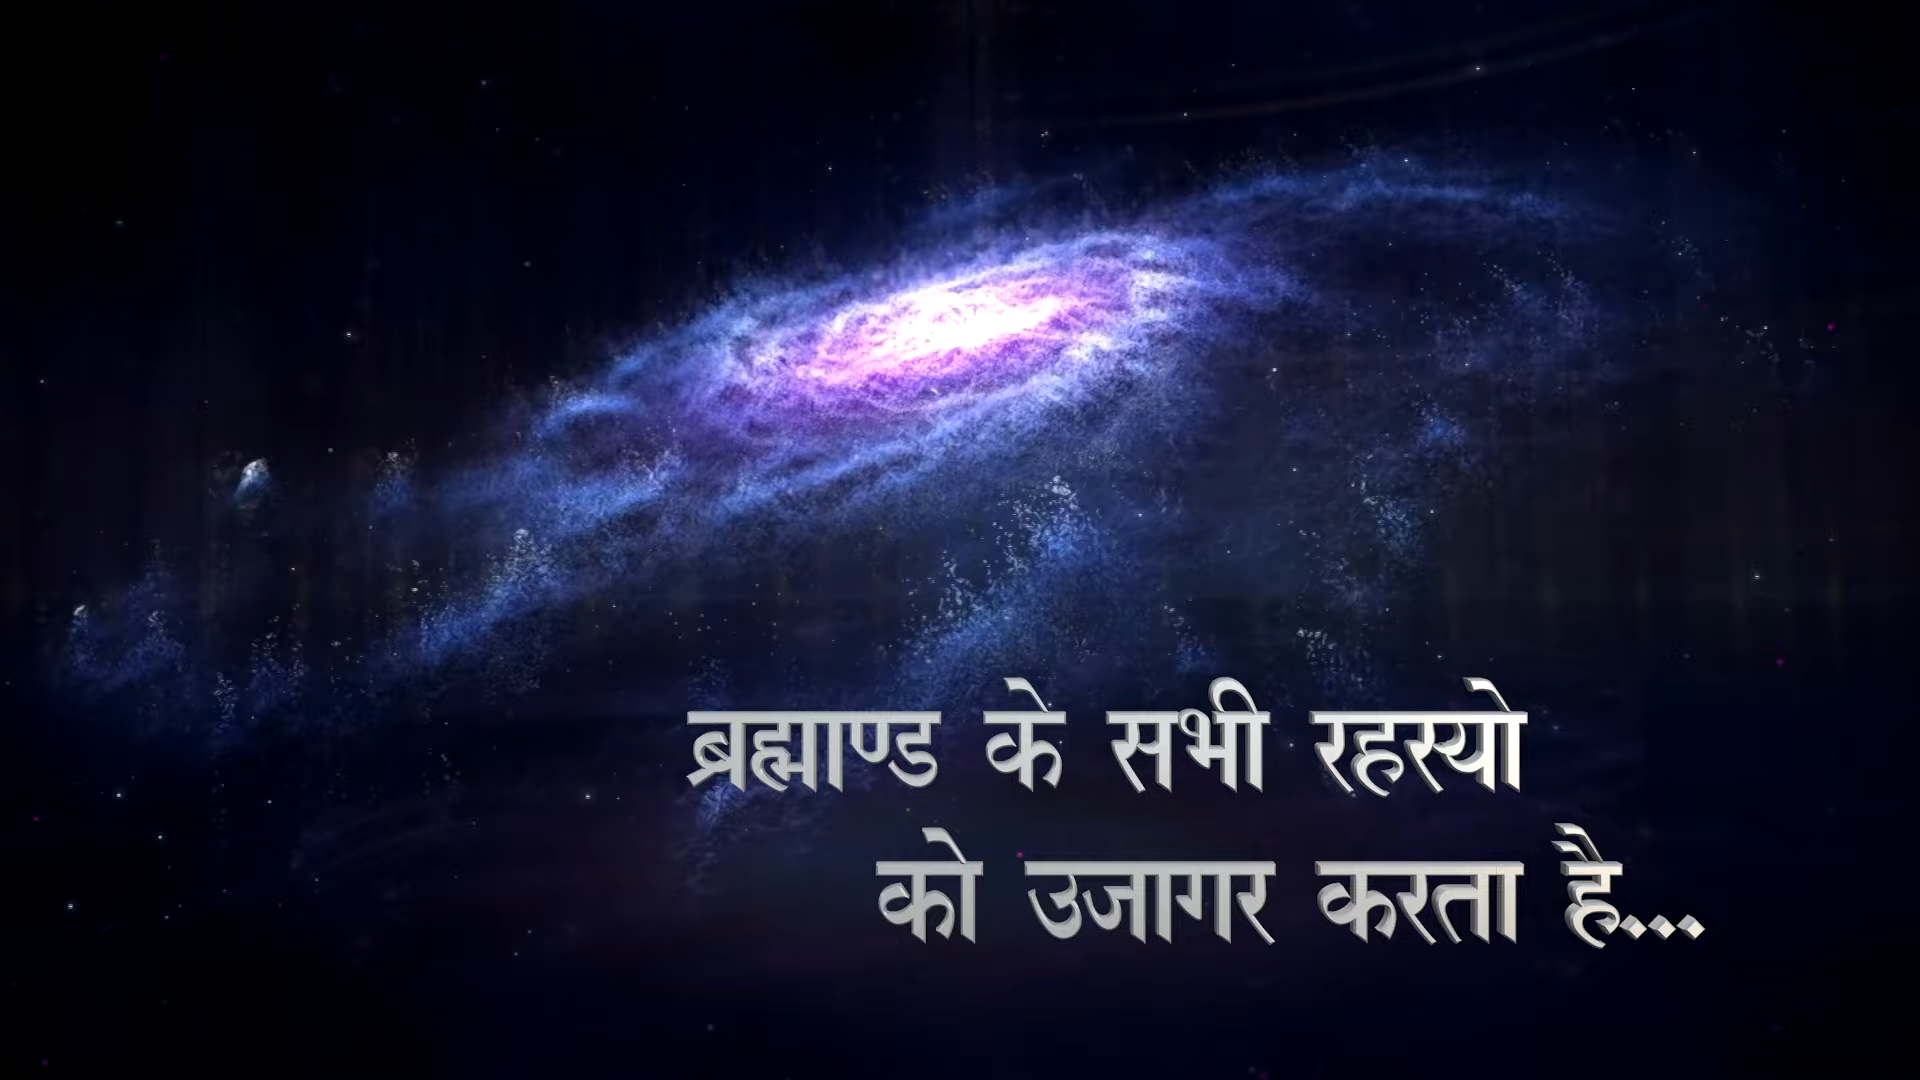 ब्रह्माण्ड के सभी रहस्यो
को उजागर करता है...